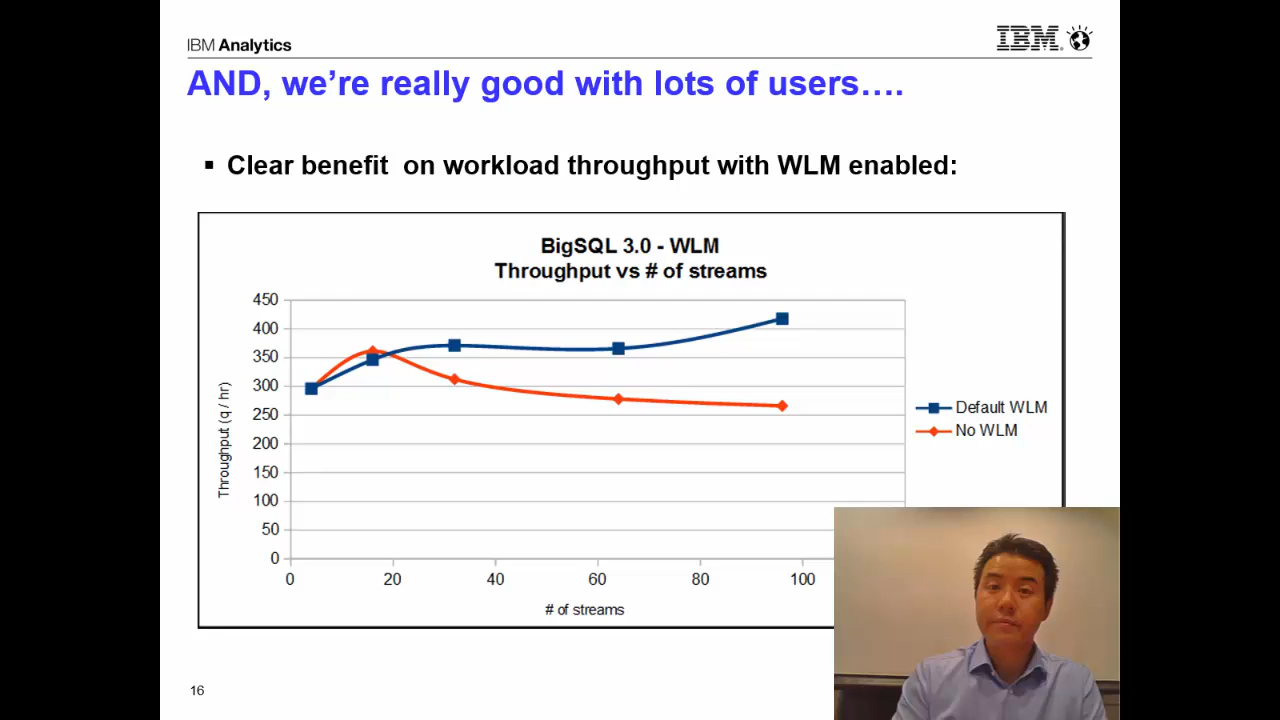 IBM Analytics
IBM
AND, we're really good with lots of users….
▪ Clear benefit on workload throughput with WLM enabled:
BigSQL 3.0 - WLM
Throughput vs # of streams
450
400
350
300
250
200
150
100
50
0
Throughput (q / hr)
0 20 40 60 80 100
# of streams
Default WLM
No WLM
16